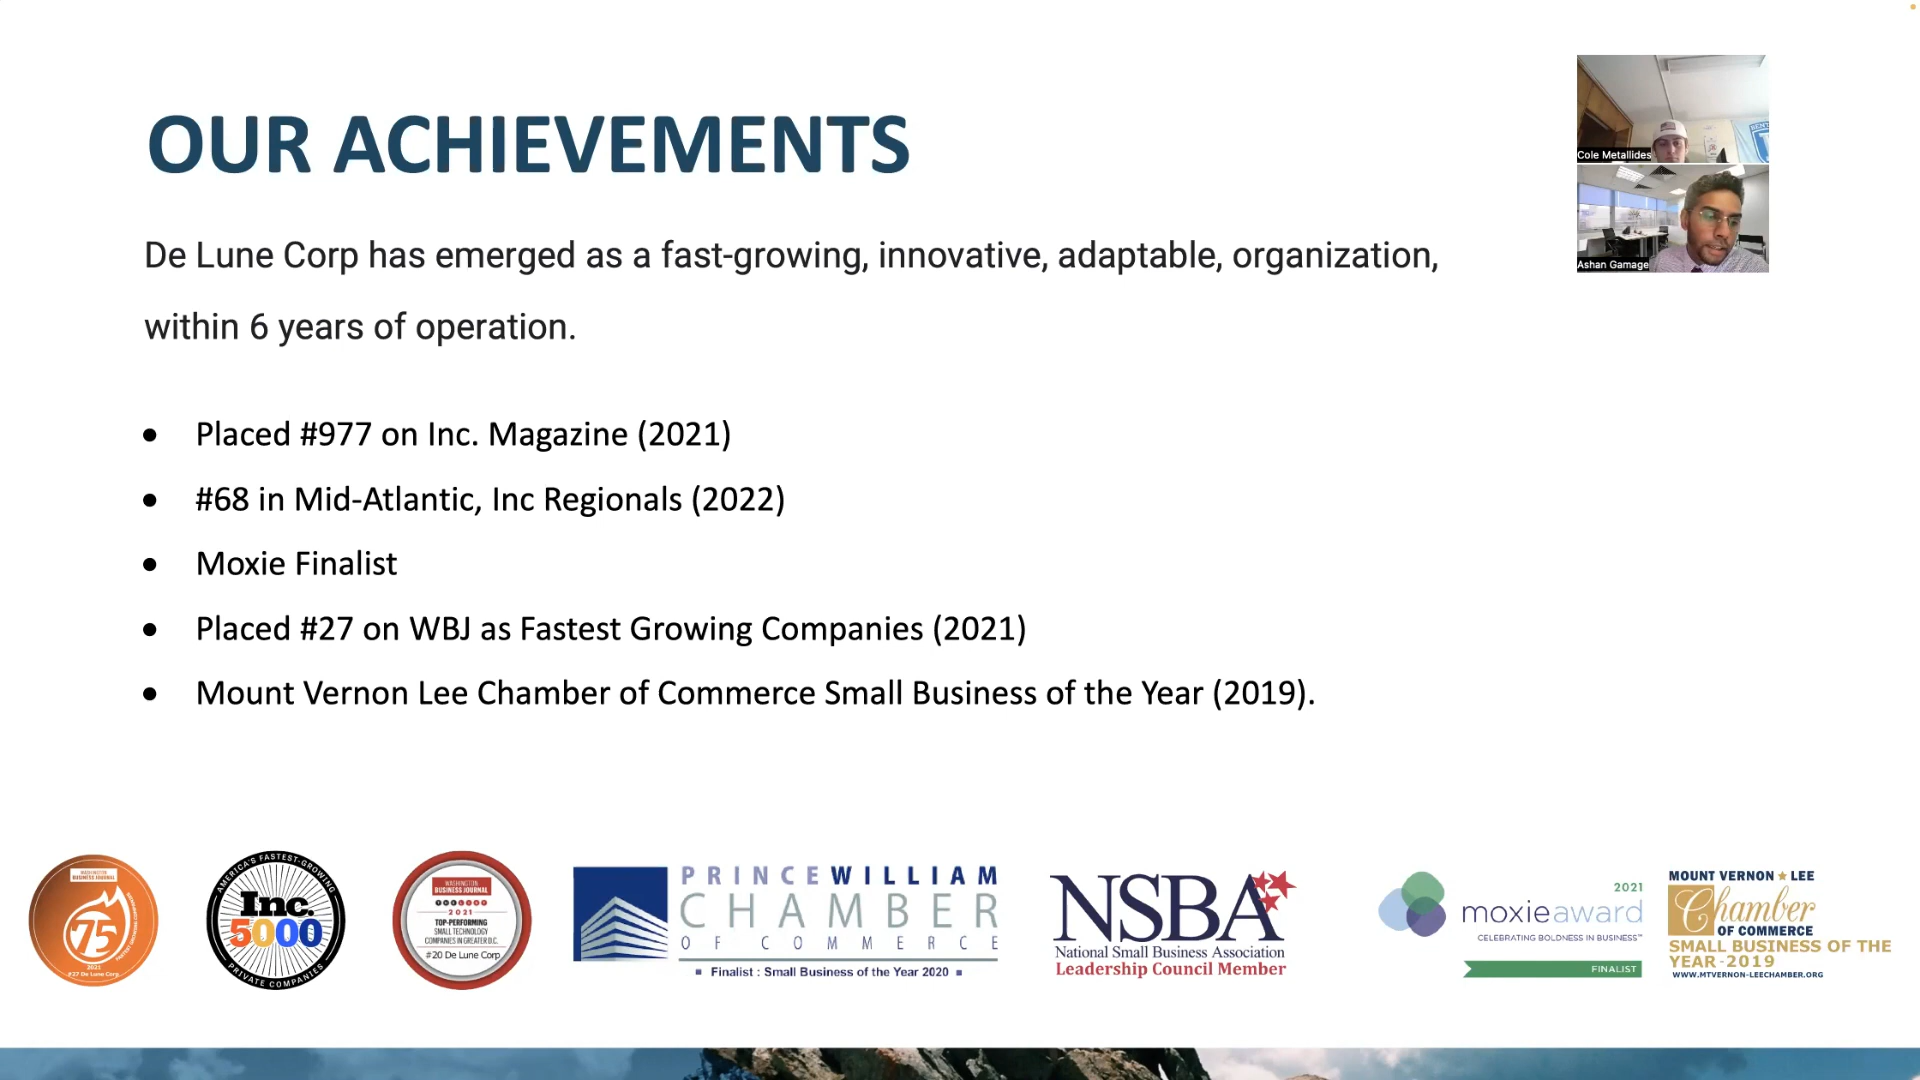 OUR ACHIEVEMENTS
De Lune Corp has emerged as a fast-growing, innovative, adaptable, organization,
within 6 years of operation.
Placed #977 on Inc. Magazine (2021)
#68 in Mid-Atlantic, Inc Regionals (2022)
Moxie Finalist
Placed #27 on WBJ as Fastest Growing Companies (2021)
Mount Vernon Lee Chamber of Commerce Small Business of the Year (2019).
Cole Metallides
Ashan Gamage
WASHINGTON
BUSINESS JOURNAL
75
2021
#27 De Lune Corp
AMERICA'S FASTEST-GROWING
Inc.
5000
PRIVATE COMPANIES
WASHINGTON
BUSINESS JOURNAL
THE LIST
2021
TOP-PERFORMING
SMALL TECHNOLOGY
COMPANIES IN GREATER D.C.
#20 De Lune Corp
PRINCE WILLIAM
CHAMBER
OF COMMERCE
Finalist : Small Business of the Year 2020
NSBA
National Small Business Association
Leadership Council Member
2021
moxieaward
CELEBRATING BOLDNESS IN BUSINESS™
FINALIST
MOUNT VERNON ★ LEE
Chamber
OF COMMERCE
SMALL BUSINESS OF THE
YEAR - 2019
WWW.MTVERNON-LEECHAMBER.ORG